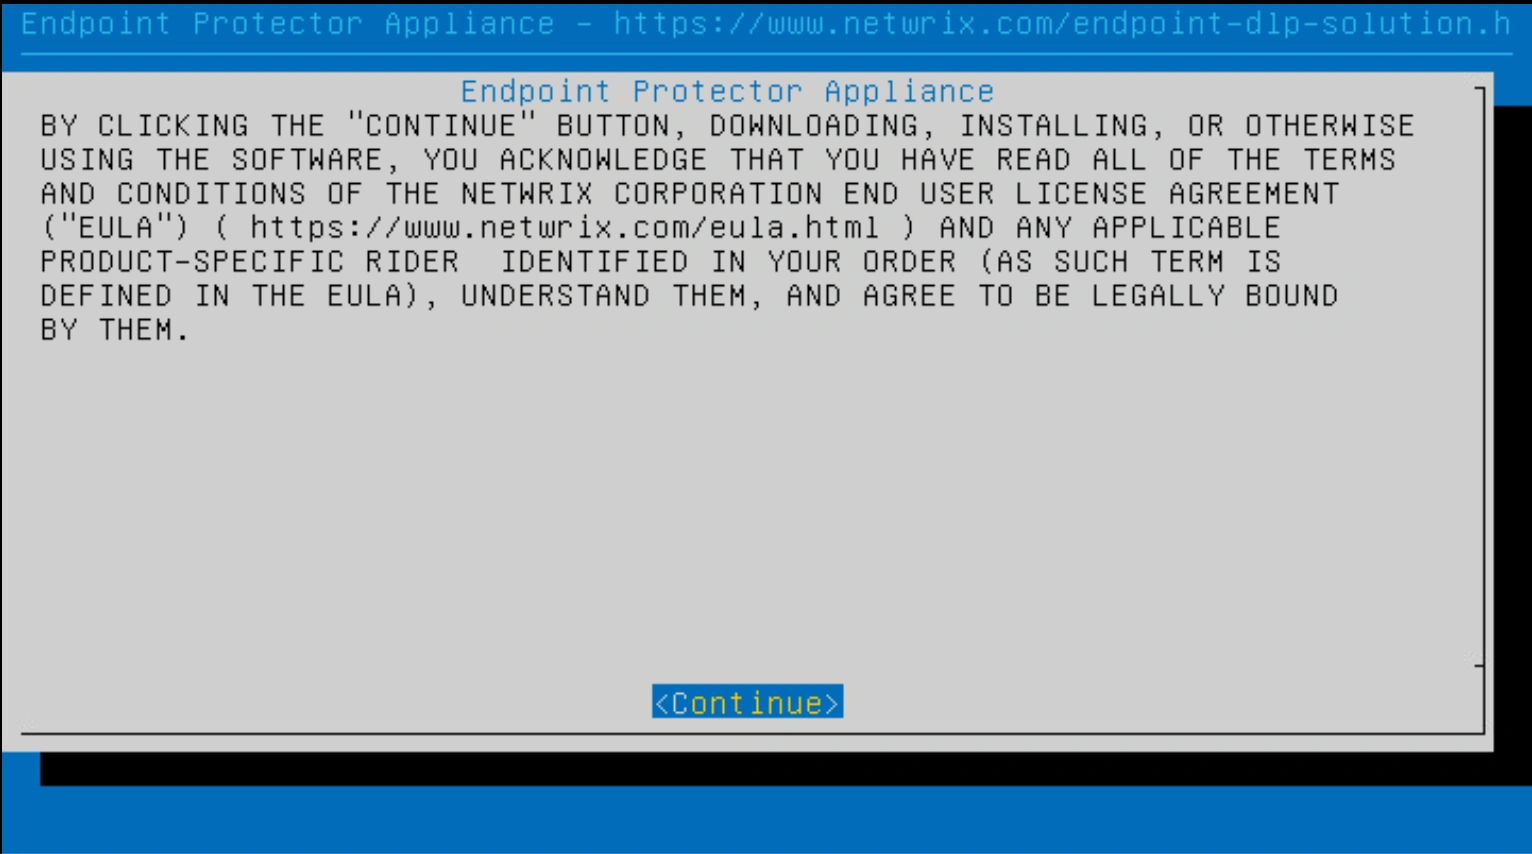 Endpoint Protector Appliance - https://www.netwrix.com/endpoint-dlp-solution.h
Endpoint Protector Appliance
BY CLICKING THE "CONTINUE" BUTTON, DOWNLOADING, INSTALLING, OR OTHERWISE
USING THE SOFTWARE, YOU ACKNOWLEDGE THAT YOU HAVE READ ALL OF THE TERMS
AND CONDITIONS OF THE NETWRIX CORPORATION END USER LICENSE AGREEMENT
("EULA") ( https://www.netwrix.com/eula.html ) AND ANY APPLICABLE
PRODUCT-SPECIFIC RIDER  IDENTIFIED IN YOUR ORDER (AS SUCH TERM IS
DEFINED IN THE EULA), UNDERSTAND THEM, AND AGREE TO BE LEGALLY BOUND
BY THEM.
<Continue>